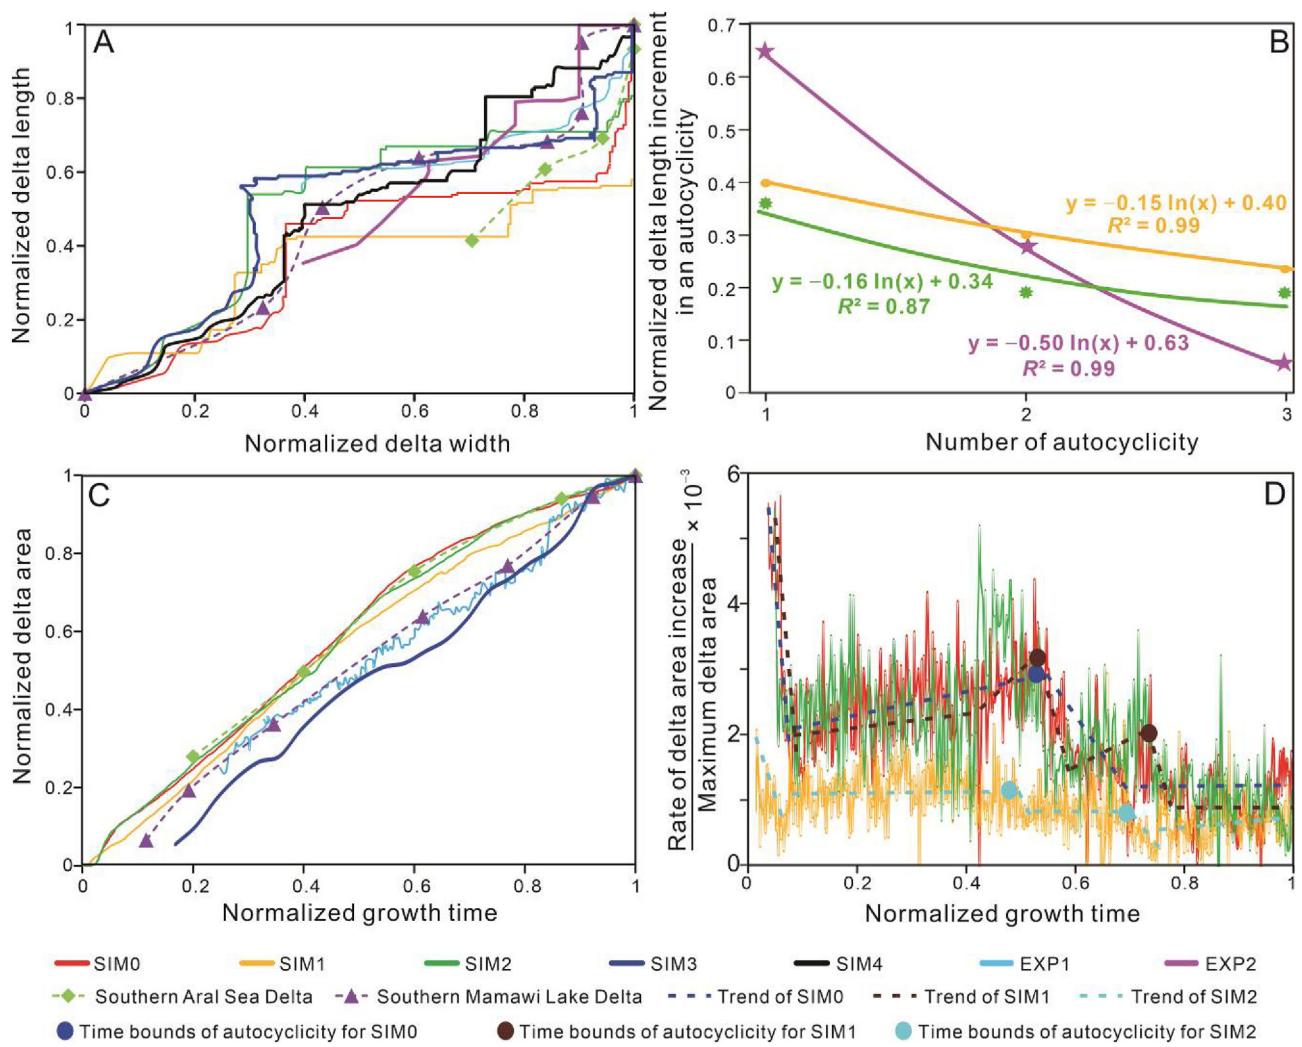 A
Normalized delta length
1
0.8
0.6
0.4
0.2
0
0
0.2
0.4
0.6
0.8
1
Normalized delta width
B
Normalized delta length increment
in an autocyclicity
0.7
0.6
0.5
0.4
0.3
0.2
0.1
0
y = −0.15 ln(x) + 0.40
R² = 0.99
y = −0.16 ln(x) + 0.34
R² = 0.87
y = −0.50 ln(x) + 0.63
R² = 0.99
1
2
3
Number of autocyclicity
C
Normalized delta area
1
0.8
0.6
0.4
0.2
0
0
0.2
0.4
0.6
0.8
1
Normalized growth time
D
Rate of delta area increase
Maximum delta area
× 10⁻³
6
4
2
0
0
0.2
0.4
0.6
0.8
1
Normalized growth time
SIM0 SIM1 SIM2 SIM3 SIM4 EXP1 EXP2
Southern Aral Sea Delta Southern Mamawi Lake Delta Trend of SIM0 Trend of SIM1 Trend of SIM2
Time bounds of autocyclicity for SIM0 Time bounds of autocyclicity for SIM1 Time bounds of autocyclicity for SIM2